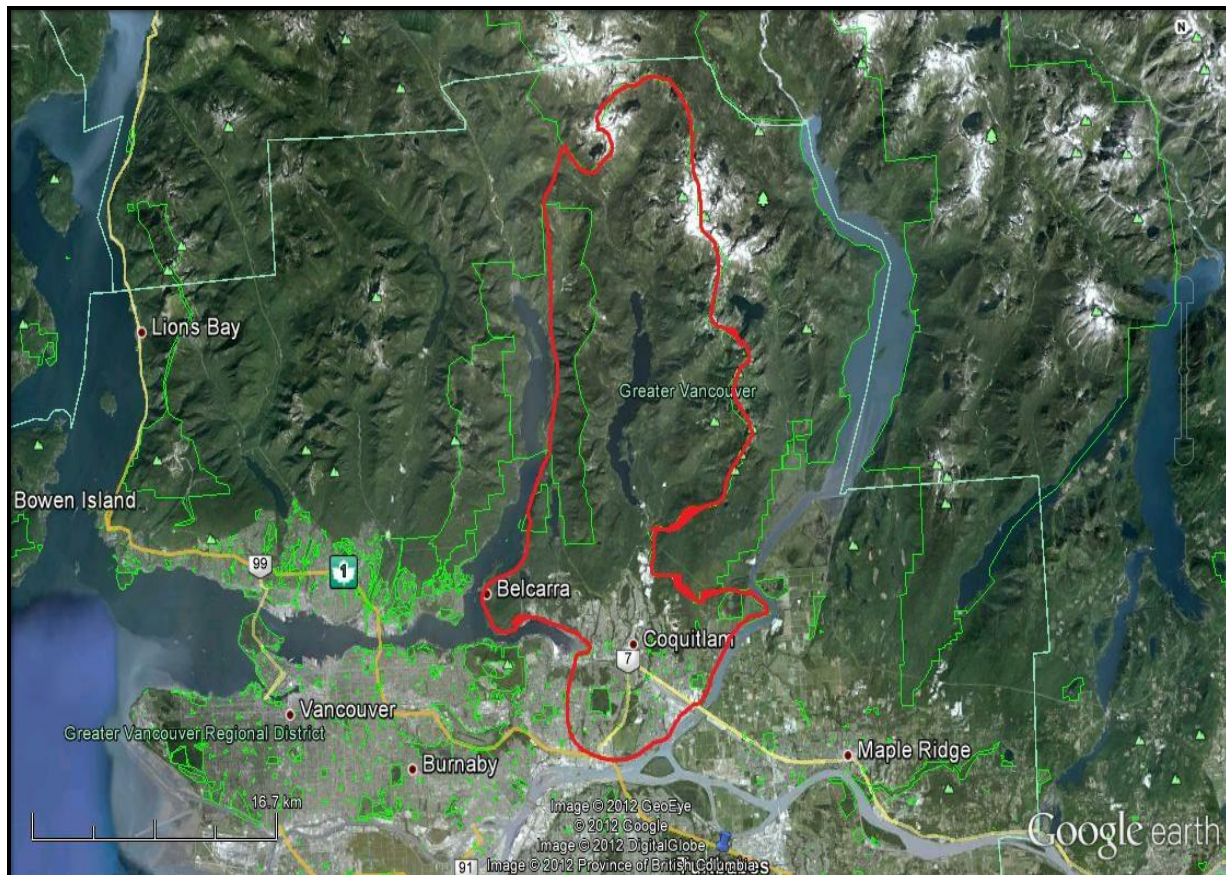 N
Lions Bay
Greater Vancouver
Bowen Island
99
1
Belcarra
Coquitlam
7
Vancouver
Greater Vancouver Regional District
Burnaby
Maple Ridge
16.7 km
Image © 2012 GeoEye
© 2012 Google
Image © 2012 DigitalGlobe
91
Image © 2012 Province of British Columbia
Google earth